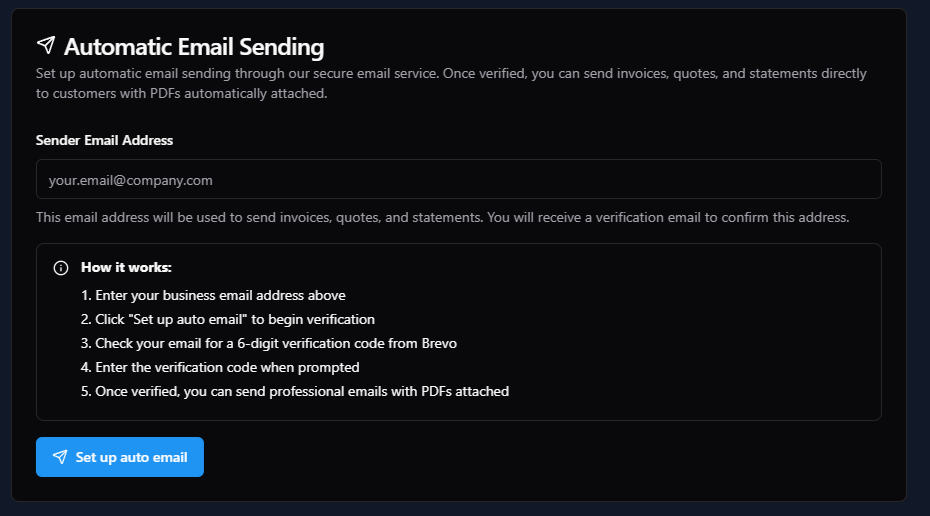 Automatic Email Sending
Set up automatic email sending through our secure email service. Once verified, you can send invoices, quotes, and statements directly
to customers with PDFs automatically attached.
Sender Email Address
your.email@company.com
This email address will be used to send invoices, quotes, and statements. You will receive a verification email to confirm this address.
How it works:
1. Enter your business email address above
2. Click "Set up auto email" to begin verification
3. Check your email for a 6-digit verification code from Brevo
4. Enter the verification code when prompted
5. Once verified, you can send professional emails with PDFs attached
Set up auto email